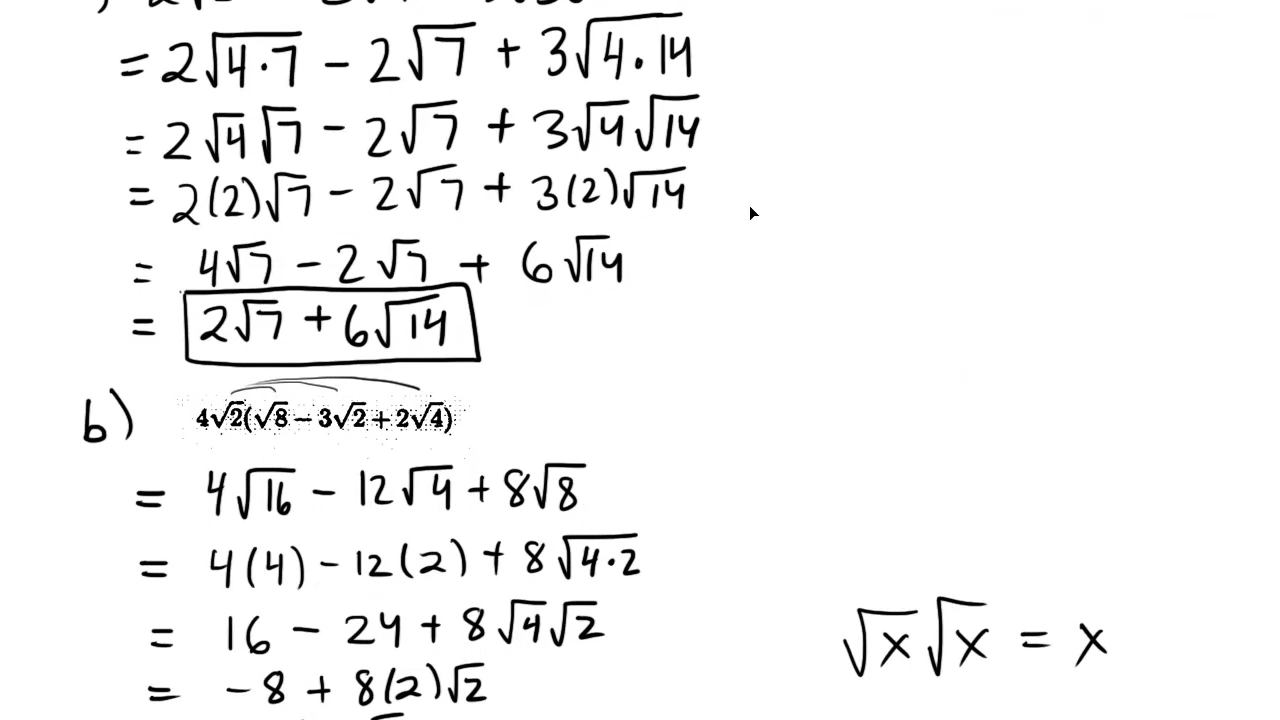 = 2√(4·7) - 2√7 + 3√(4·14)
= 2√4√7 - 2√7 + 3√4√14
= 2(2)√7 - 2√7 + 3(2)√14
= 4√7 - 2√7 + 6√14
= 2√7 + 6√14
b) 4√2(√8 - 3√2 + 2√4)
= 4√16 - 12√4 + 8√8
= 4(4) - 12(2) + 8√(4·2)
= 16 - 24 + 8√4√2
√x√x = x
= -8 + 8(2)√2